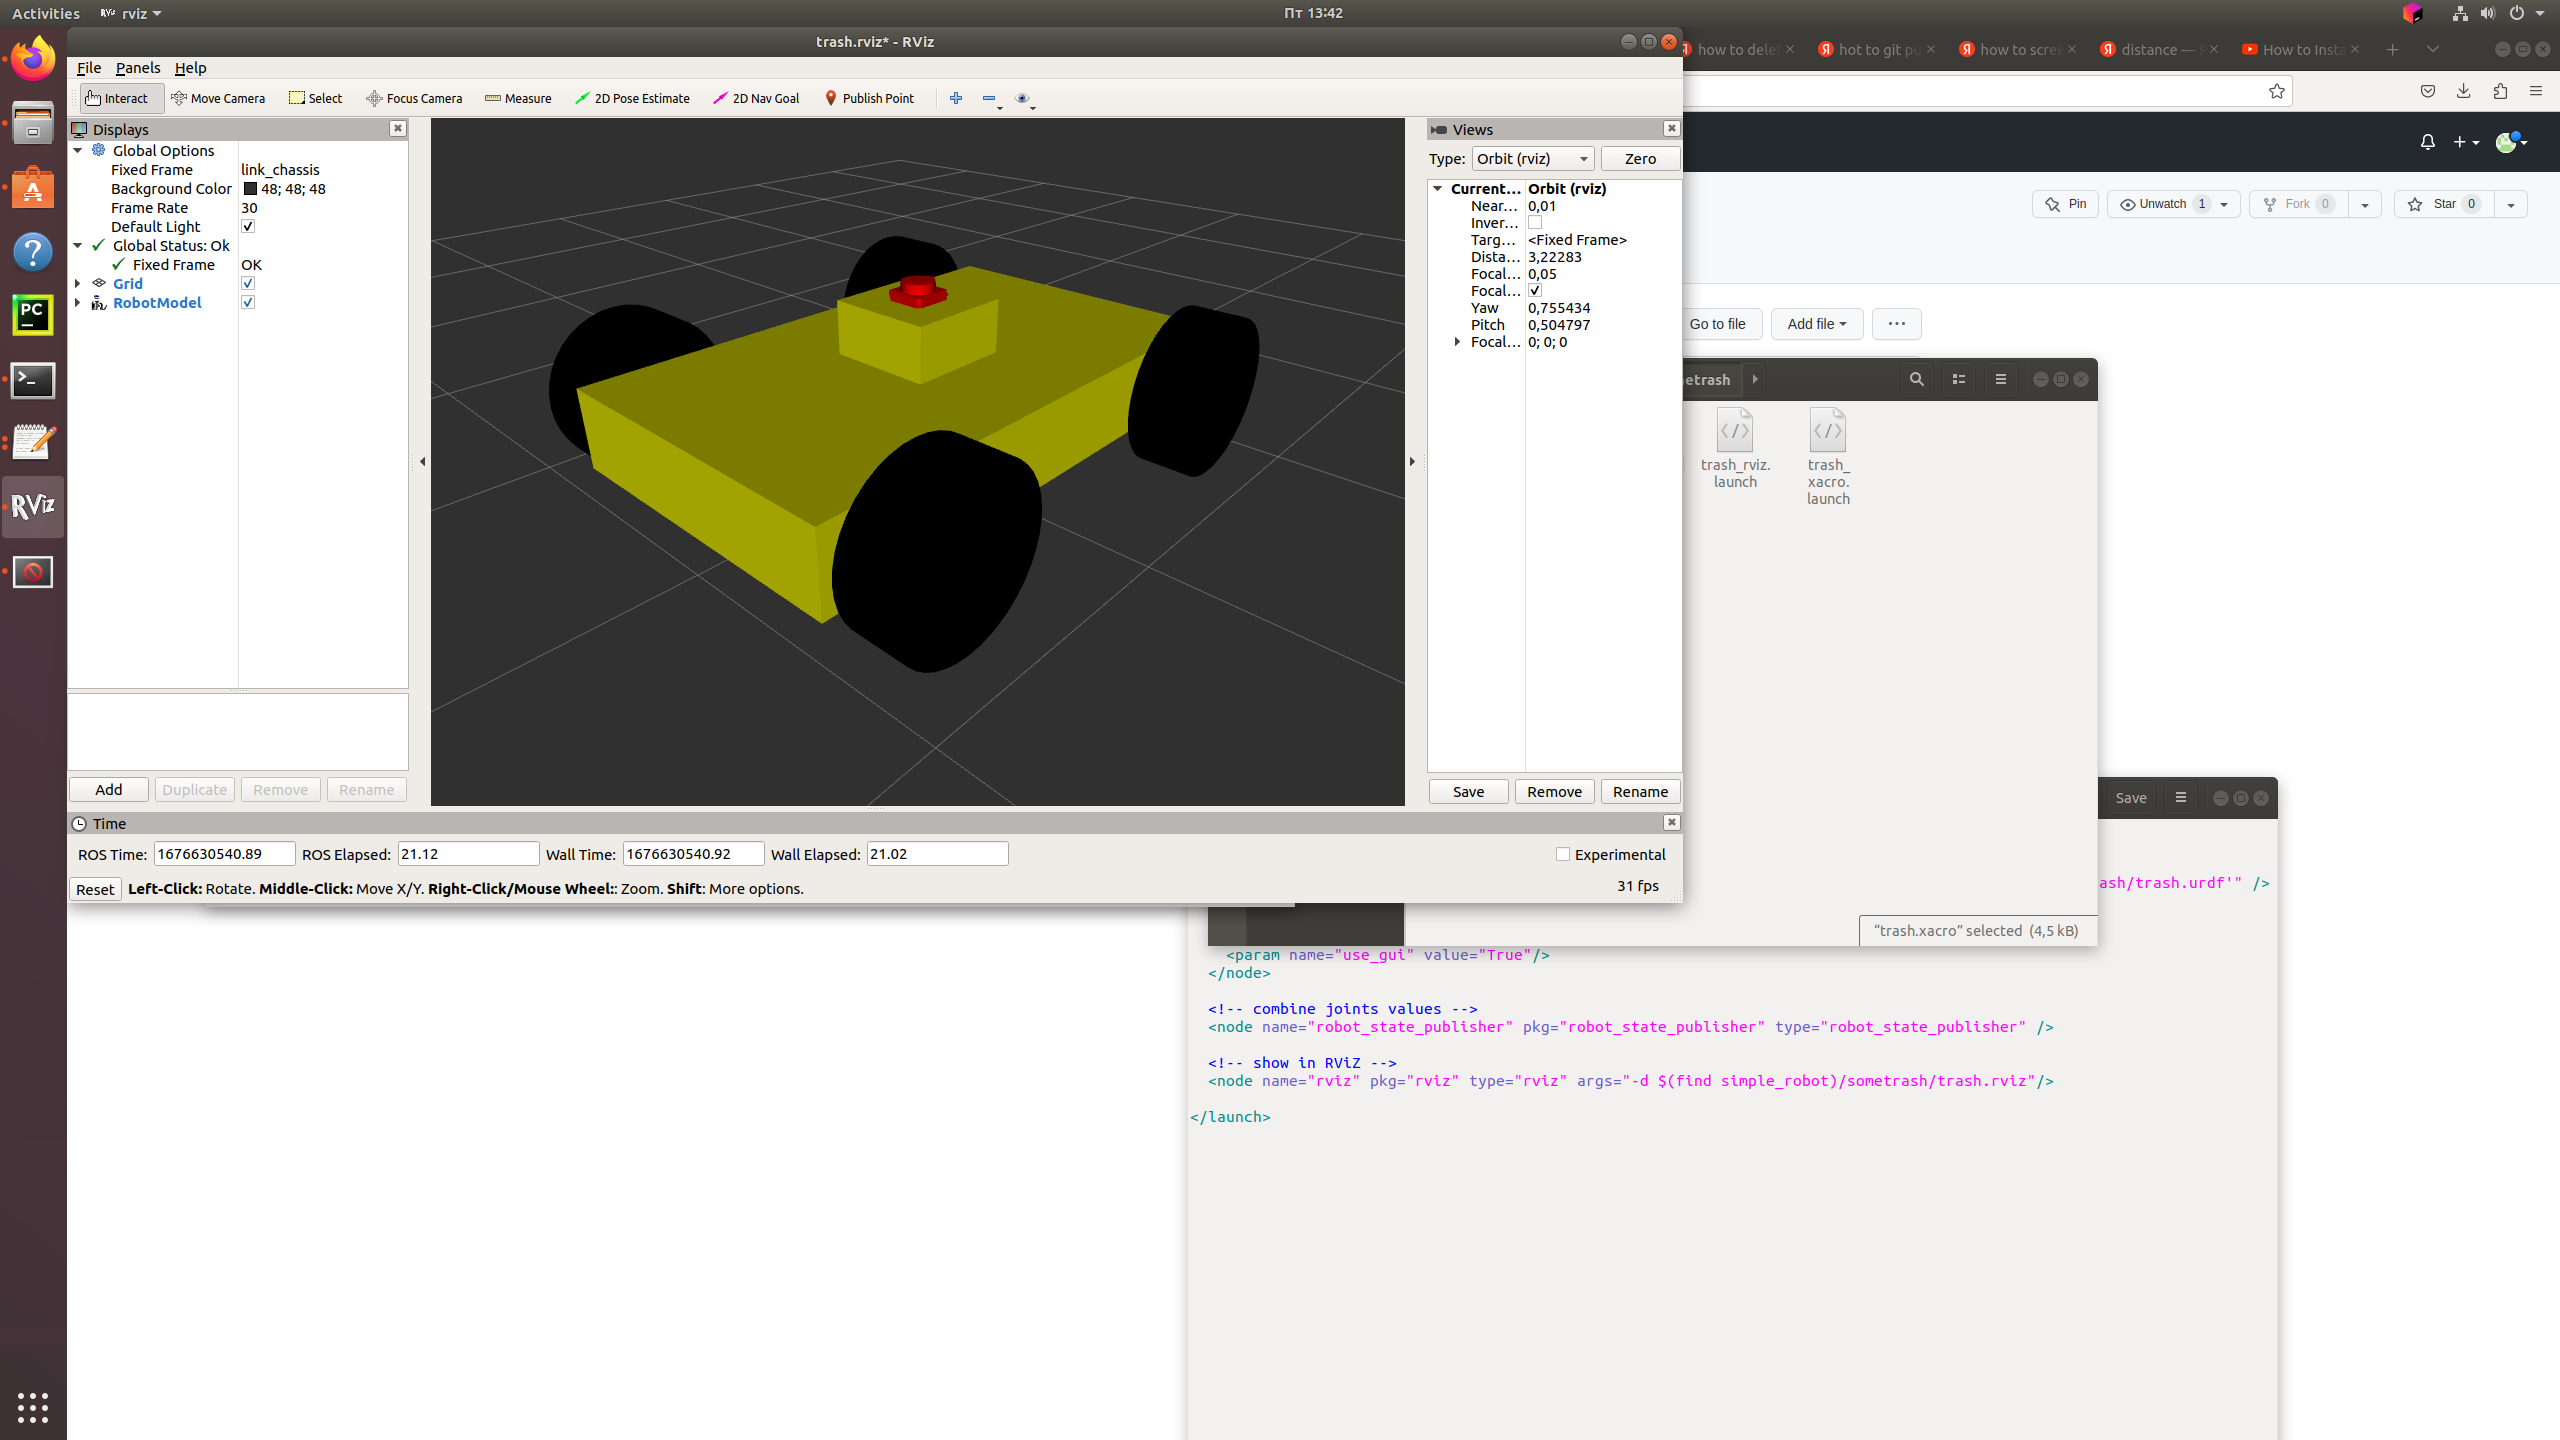 Activities
rviz
Пт 13:42
trash.rviz* - RViz
how to delet
hot to git pu
how to scree
distance —
How to Insta
File Panels Help
Interact Move Camera Select Focus Camera Measure 2D Pose Estimate 2D Nav Goal Publish Point
Displays
Global Options
Fixed Frame link_chassis
Background Color 48; 48; 48
Frame Rate 30
Default Light
Global Status: Ok
Fixed Frame OK
Grid
RobotModel
Add Duplicate Remove Rename
Views
Type: Orbit (rviz) Zero
Current... Orbit (rviz)
Near... 0,01
Inver...
Targ... <Fixed Frame>
Dista... 3,22283
Focal... 0,05
Focal...
Yaw 0,755434
Pitch 0,504797
Focal... 0; 0; 0
Save Remove Rename
Time
ROS Time: 1676630540.89 ROS Elapsed: 21.12 Wall Time: 1676630540.92 Wall Elapsed: 21.02
Experimental
Reset Left-Click: Rotate. Middle-Click: Move X/Y. Right-Click/Mouse Wheel:: Zoom. Shift: More options.
31 fps
PC
RViz
Pin Unwatch 1 Fork 0 Star 0
Go to file Add file
etrash
trash_rviz.
launch
trash_
xacro.
launch
"trash.xacro" selected (4,5 kB)
Save
ash/trash.urdf'" />
<param name="use_gui" value="True"/>
</node>
<!-- combine joints values -->
<node name="robot_state_publisher" pkg="robot_state_publisher" type="robot_state_publisher" />
<!-- show in RViZ -->
<node name="rviz" pkg="rviz" type="rviz" args="-d $(find simple_robot)/sometrash/trash.rviz"/>
</launch>